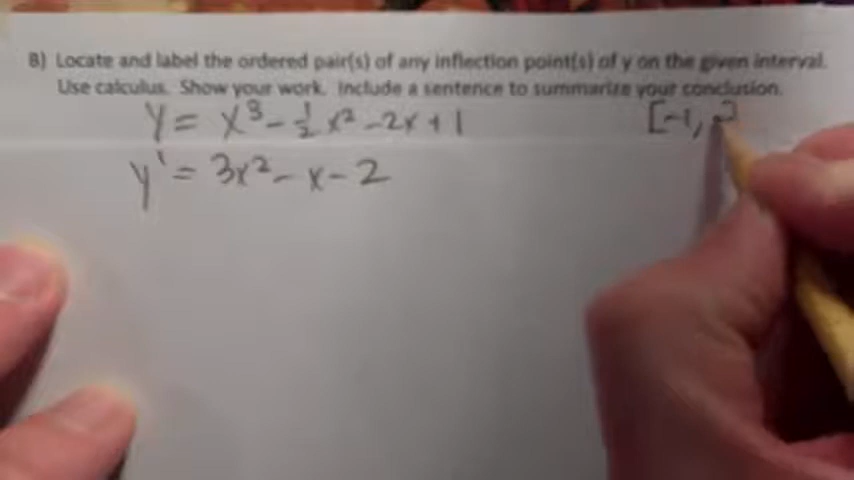 B) Locate and label the ordered pair(s) of any inflection point(s) of y on the given interval.
Use calculus. Show your work. Include a sentence to summarize your conclusion.
y = x³ - ½x² - 2x + 1 [-1,
y' = 3x² - x - 2